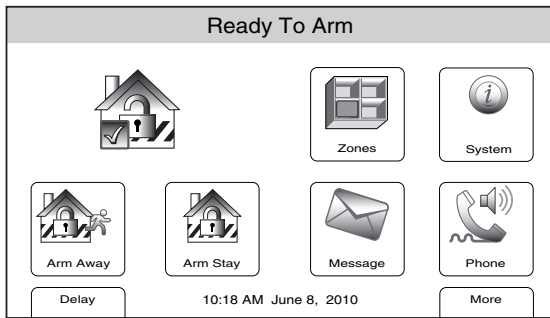 Ready To Arm
Zones
System
Arm Away
Arm Stay
Message
Phone
Delay
10:18 AM June 8, 2010
More